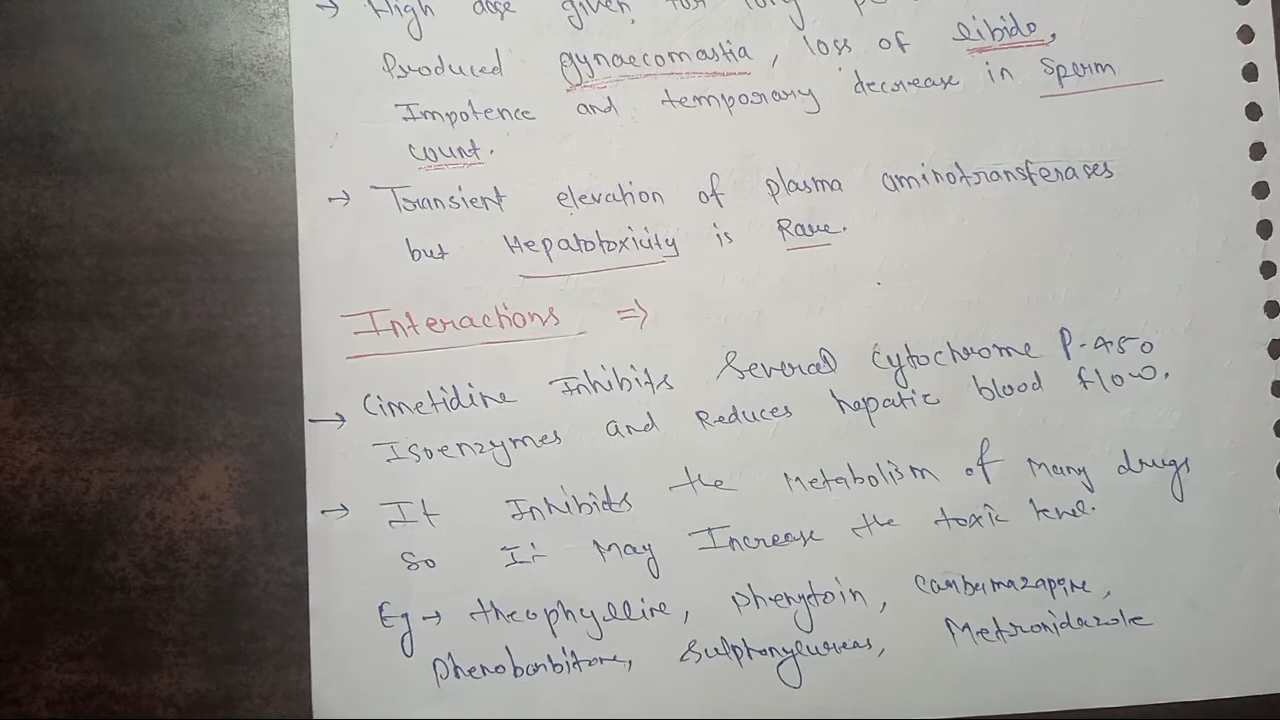 → High dose given, for long
Produced gynaecomastia, loss of libido,
Impotence and temporary decrease in Sperm
count.
→ Transient elevation of plasma aminotransferases
but Hepatotoxicity is Rare.
Interactions ⇒
→ Cimetidine Inhibits Several Cytochrome P-450
Isoenzymes and Reduces hepatic blood flow.
→ It Inhibits the Metabolism of Many drugs
so It May Increase the toxic level.
Eg → theophylline, phenytoin, Carbamazapine,
phenobarbitone, Sulphonylureas, Metronidazole